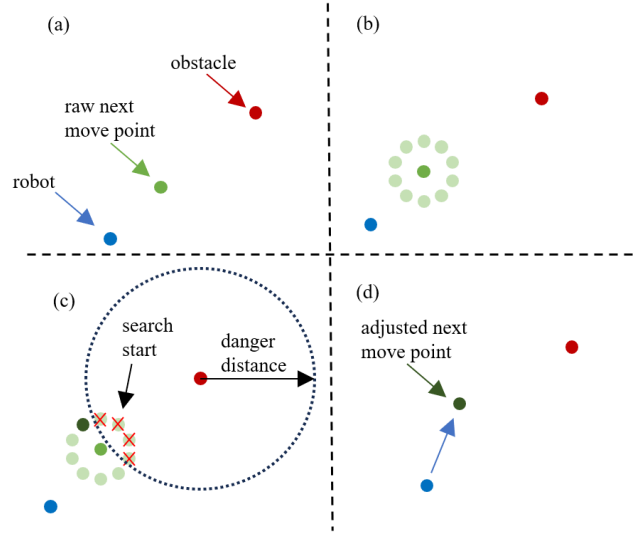 (a)
obstacle
raw next
move point
robot
(b)
(c)
search
start
danger
distance
(d)
adjusted next
move point